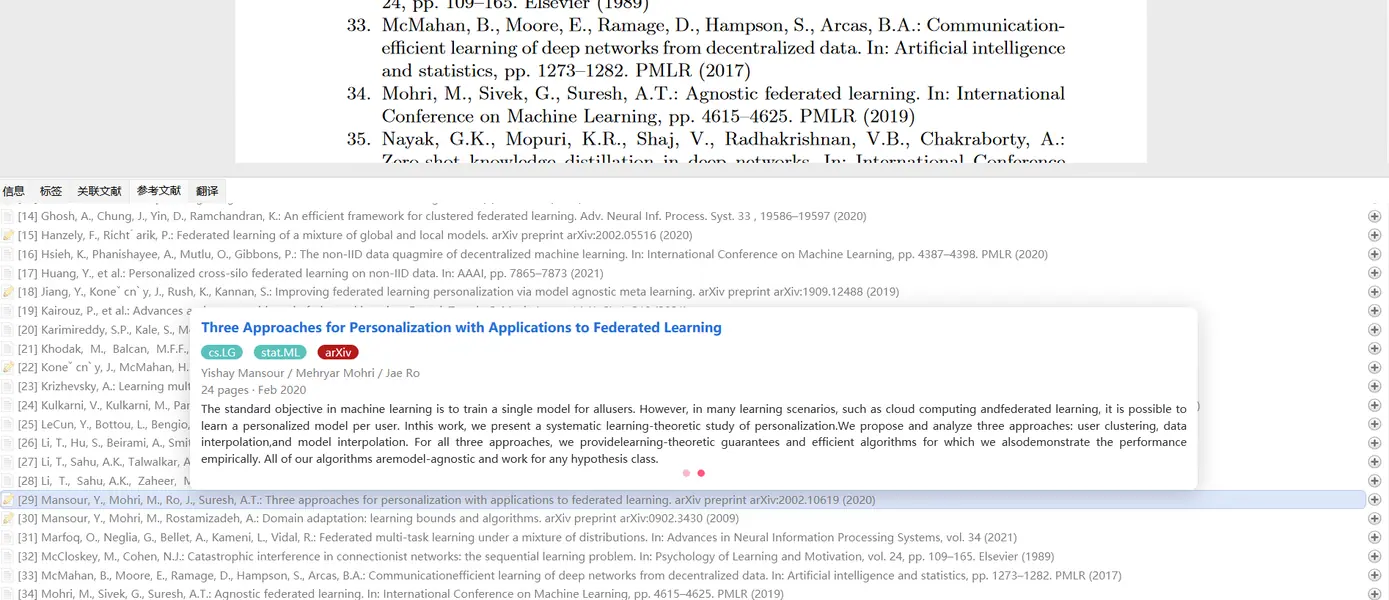 24, pp. 109–165. Elsevier (1989)
33. McMahan, B., Moore, E., Ramage, D., Hampson, S., Arcas, B.A.: Communication-
efficient learning of deep networks from decentralized data. In: Artificial intelligence
and statistics, pp. 1273–1282. PMLR (2017)
34. Mohri, M., Sivek, G., Suresh, A.T.: Agnostic federated learning. In: International
Conference on Machine Learning, pp. 4615–4625. PMLR (2019)
35. Nayak, G.K., Mopuri, K.R., Shaj, V., Radhakrishnan, V.B., Chakraborty, A.:
Zero-shot knowledge distillation in deep networks. In: International Conference
信息 标签 关联文献 参考文献 翻译
[14] Ghosh, A., Chung, J., Yin, D., Ramchandran, K.: An efficient framework for clustered federated learning. Adv. Neural Inf. Process. Syst. 33 , 19586–19597 (2020)
[15] Hanzely, F., Richt´arik, P.: Federated learning of a mixture of global and local models. arXiv preprint arXiv:2002.05516 (2020)
[16] Hsieh, K., Phanishayee, A., Mutlu, O., Gibbons, P.: The non-IID data quagmire of decentralized machine learning. In: International Conference on Machine Learning, pp. 4387–4398. PMLR (2020)
[17] Huang, Y., et al.: Personalized cross-silo federated learning on non-IID data. In: AAAI, pp. 7865–7873 (2021)
[18] Jiang, Y., Koneˇ cn` y, J., Rush, K., Kannan, S.: Improving federated learning personalization via model agnostic meta learning. arXiv preprint arXiv:1909.12488 (2019)
[19] Kairouz, P., et al.: Advances a
[20] Karimireddy, S.P., Kale, S., M
[21] Khodak, M., Balcan, M.F.F.,
[22] Koneˇ cn` y, J., McMahan, H.
[23] Krizhevsky, A.: Learning mult
[24] Kulkarni, V., Kulkarni, M., Par
[25] LeCun, Y., Bottou, L., Bengio,
[26] Li, T., Hu, S., Beirami, A., Smit
[27] Li, T., Sahu, A.K., Talwalkar, A
[28] Li, T., Sahu, A.K., Zaheer, M
Three Approaches for Personalization with Applications to Federated Learning
cs.LG stat.ML arXiv
Yishay Mansour / Mehryar Mohri / Jae Ro
24 pages · Feb 2020
The standard objective in machine learning is to train a single model for allusers. However, in many learning scenarios, such as cloud computing andfederated learning, it is possible to
learn a personalized model per user. Inthis work, we present a systematic learning-theoretic study of personalization.We propose and analyze three approaches: user clustering, data
interpolation,and model interpolation. For all three approaches, we providelearning-theoretic guarantees and efficient algorithms for which we alsodemonstrate the performance
empirically. All of our algorithms aremodel-agnostic and work for any hypothesis class.
[29] Mansour, Y., Mohri, M., Ro, J., Suresh, A.T.: Three approaches for personalization with applications to federated learning. arXiv preprint arXiv:2002.10619 (2020)
[30] Mansour, Y., Mohri, M., Rostamizadeh, A.: Domain adaptation: learning bounds and algorithms. arXiv preprint arXiv:0902.3430 (2009)
[31] Marfoq, O., Neglia, G., Bellet, A., Kameni, L., Vidal, R.: Federated multi-task learning under a mixture of distributions. In: Advances in Neural Information Processing Systems, vol. 34 (2021)
[32] McCloskey, M., Cohen, N.J.: Catastrophic interference in connectionist networks: the sequential learning problem. In: Psychology of Learning and Motivation, vol. 24, pp. 109–165. Elsevier (1989)
[33] McMahan, B., Moore, E., Ramage, D., Hampson, S., Arcas, B.A.: Communicationefficient learning of deep networks from decentralized data. In: Artificial intelligence and statistics, pp. 1273–1282. PMLR (2017)
[34] Mohri, M., Sivek, G., Suresh, A.T.: Agnostic federated learning. In: International Conference on Machine Learning, pp. 4615–4625. PMLR (2019)